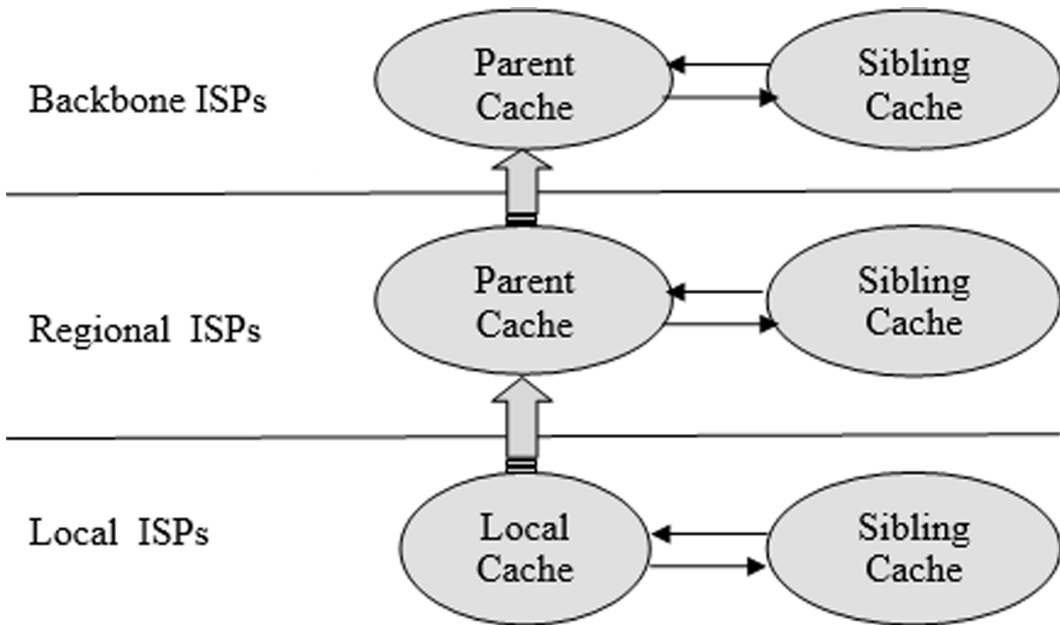 Backbone ISPs
Parent
Cache
Sibling
Cache
Regional ISPs
Parent
Cache
Sibling
Cache
Local ISPs
Local
Cache
Sibling
Cache